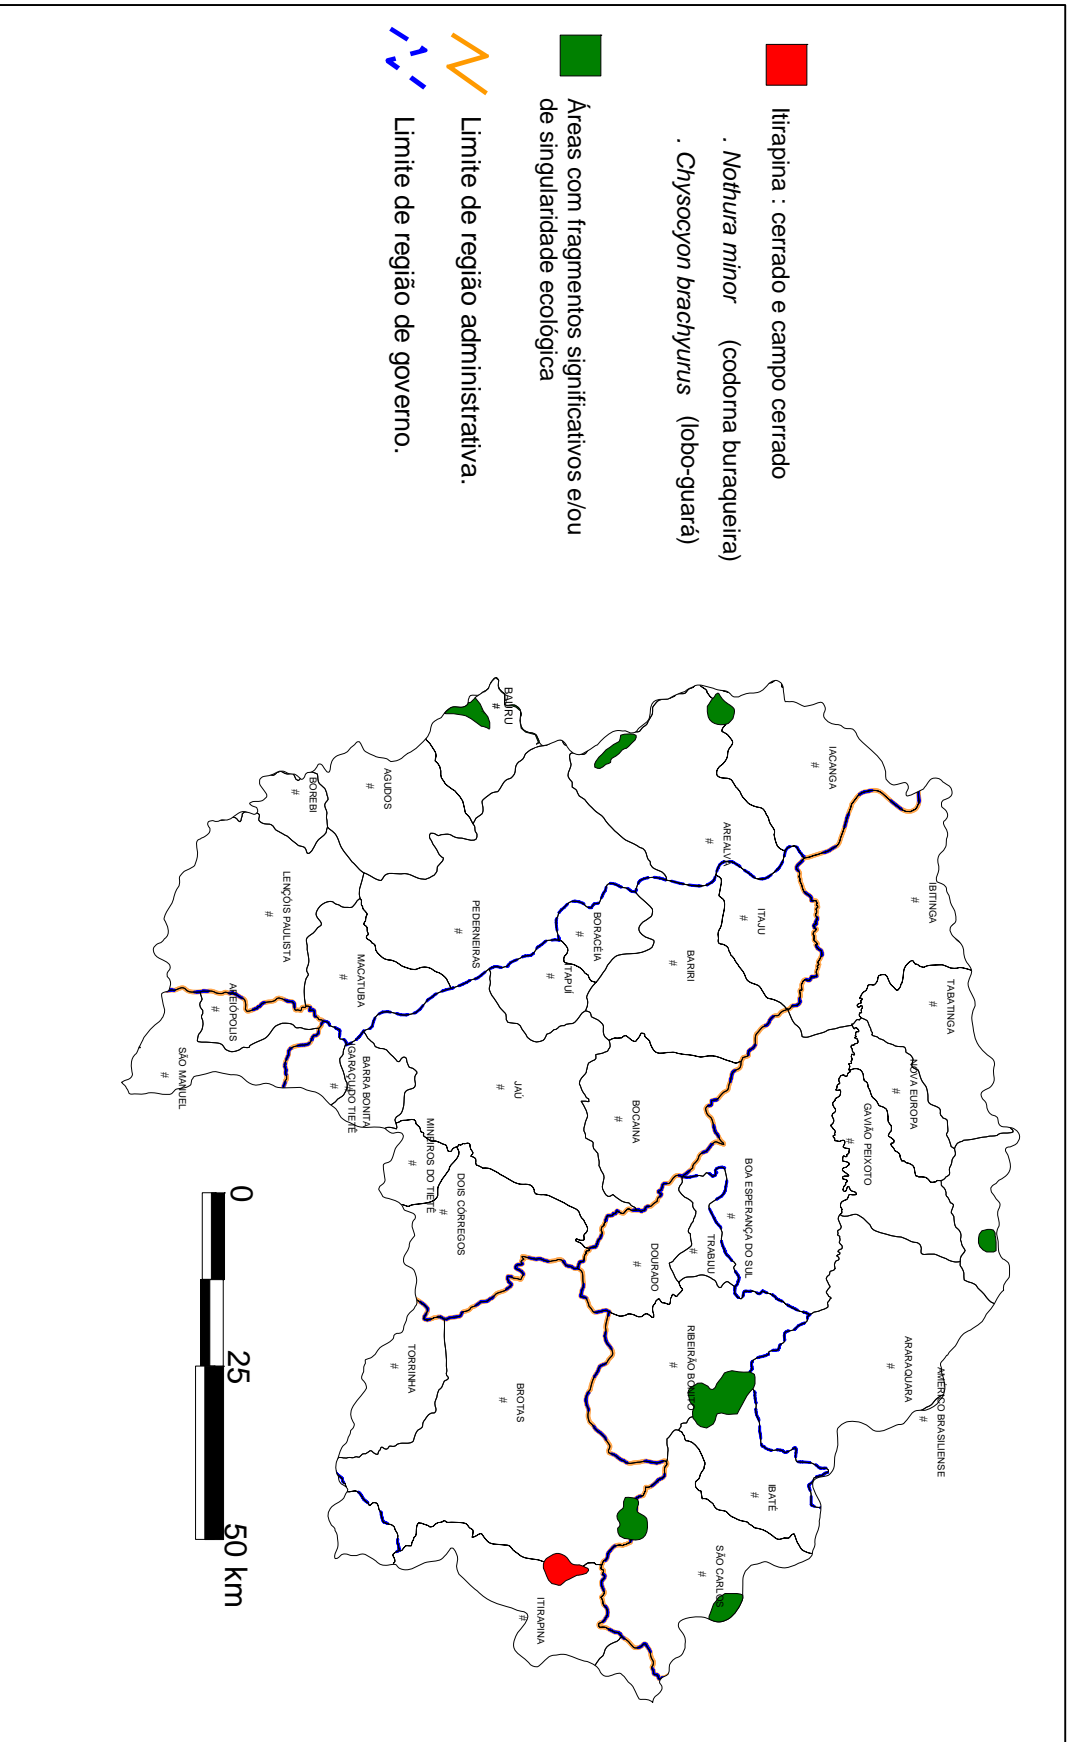 Itirapina : cerrado e campo cerrado
. Nothura minor (codorna buraqueira)
. Chysocyon brachyurus (lobo-guará)
Áreas com fragmentos significativos e/ou
de singularidade ecológica
Limite de região administrativa.
Limite de região de governo.
AMÉRICO BRASILIENSE
TABATINGA
IBITINGA
NOVA EUROPA
ARARAQUARA
GAVIÃO PEIXOTO
IACANGA
IBATÉ
ITAJU
BOA ESPERANÇA DO SUL
AREALVA
SÃO CARLOS
TRABIJU
BARIRI
RIBEIRÃO BONITO
DOURADO
BOCAINA
BORACÉIA
ITAPUÍ
ITIRAPINA
BROTAS
JAÚ
BAURU
PEDERNEIRAS
DOIS CÓRREGOS
MINEIROS DO TIETÊ
TORRINHA
AGUDOS
BARRA BONITA
MACATUBA
IGARAÇU DO TIETÊ
BOREBI
LENÇÓIS PAULISTA
AREIÓPOLIS
SÃO MANUEL
0
25
50 km